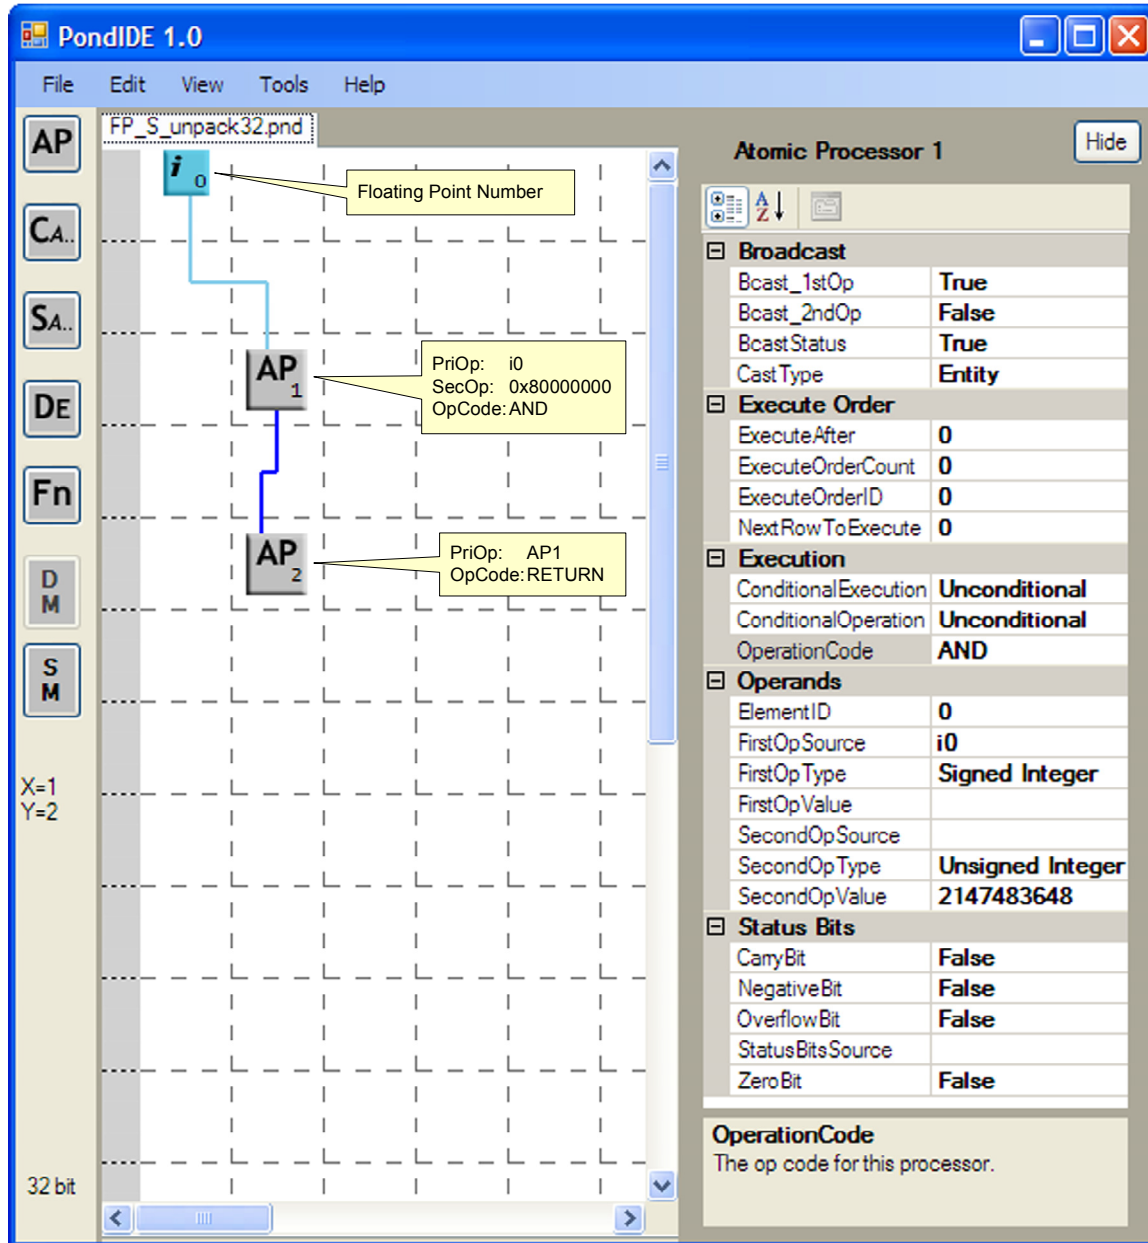 PondIDE 1.0
File Edit View Tools Help
AP
CA..
SA..
DE
Fn
D
M
S
M
X=1
Y=2
32 bit
FP_S_unpack32.pnd
i 0
Floating Point Number
AP 1
PriOp: i0
SecOp: 0x80000000
OpCode: AND
AP 2
PriOp: AP1
OpCode: RETURN
Atomic Processor 1
Hide
A
Z
Broadcast
Bcast_1stOp True
Bcast_2ndOp False
BcastStatus True
CastType Entity
Execute Order
ExecuteAfter 0
ExecuteOrderCount 0
ExecuteOrderID 0
NextRowToExecute 0
Execution
ConditionalExecution Unconditional
ConditionalOperation Unconditional
OperationCode AND
Operands
ElementID 0
FirstOpSource i0
FirstOpType Signed Integer
FirstOpValue
SecondOpSource
SecondOpType Unsigned Integer
SecondOpValue 2147483648
Status Bits
CarryBit False
NegativeBit False
OverflowBit False
StatusBitsSource
ZeroBit False
OperationCode
The op code for this processor.